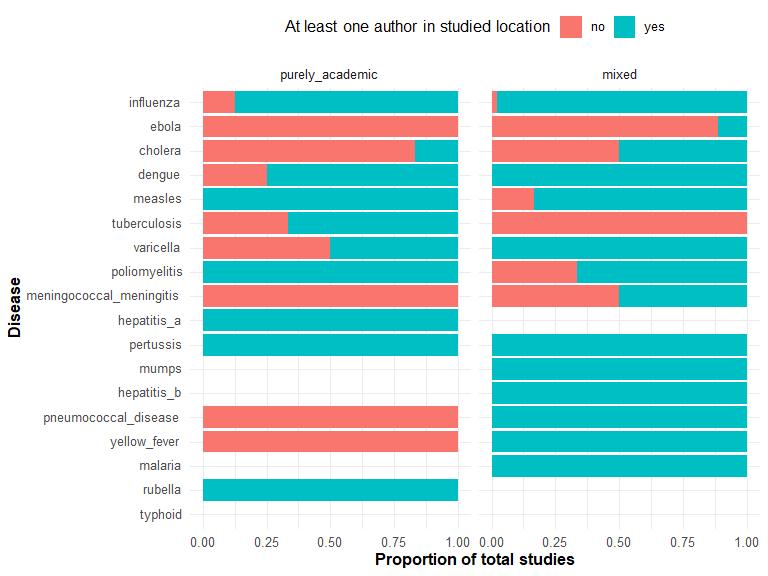 At least one author in studied location no yes
purely_academic mixed
influenza
ebola
cholera
dengue
measles
tuberculosis
varicella
poliomyelitis
meningococcal_meningitis
hepatitis_a
pertussis
mumps
hepatitis_b
pneumococcal_disease
yellow_fever
malaria
rubella
typhoid
Disease
0.00 0.25 0.50 0.75 1.00 0.00 0.25 0.50 0.75 1.00
Proportion of total studies